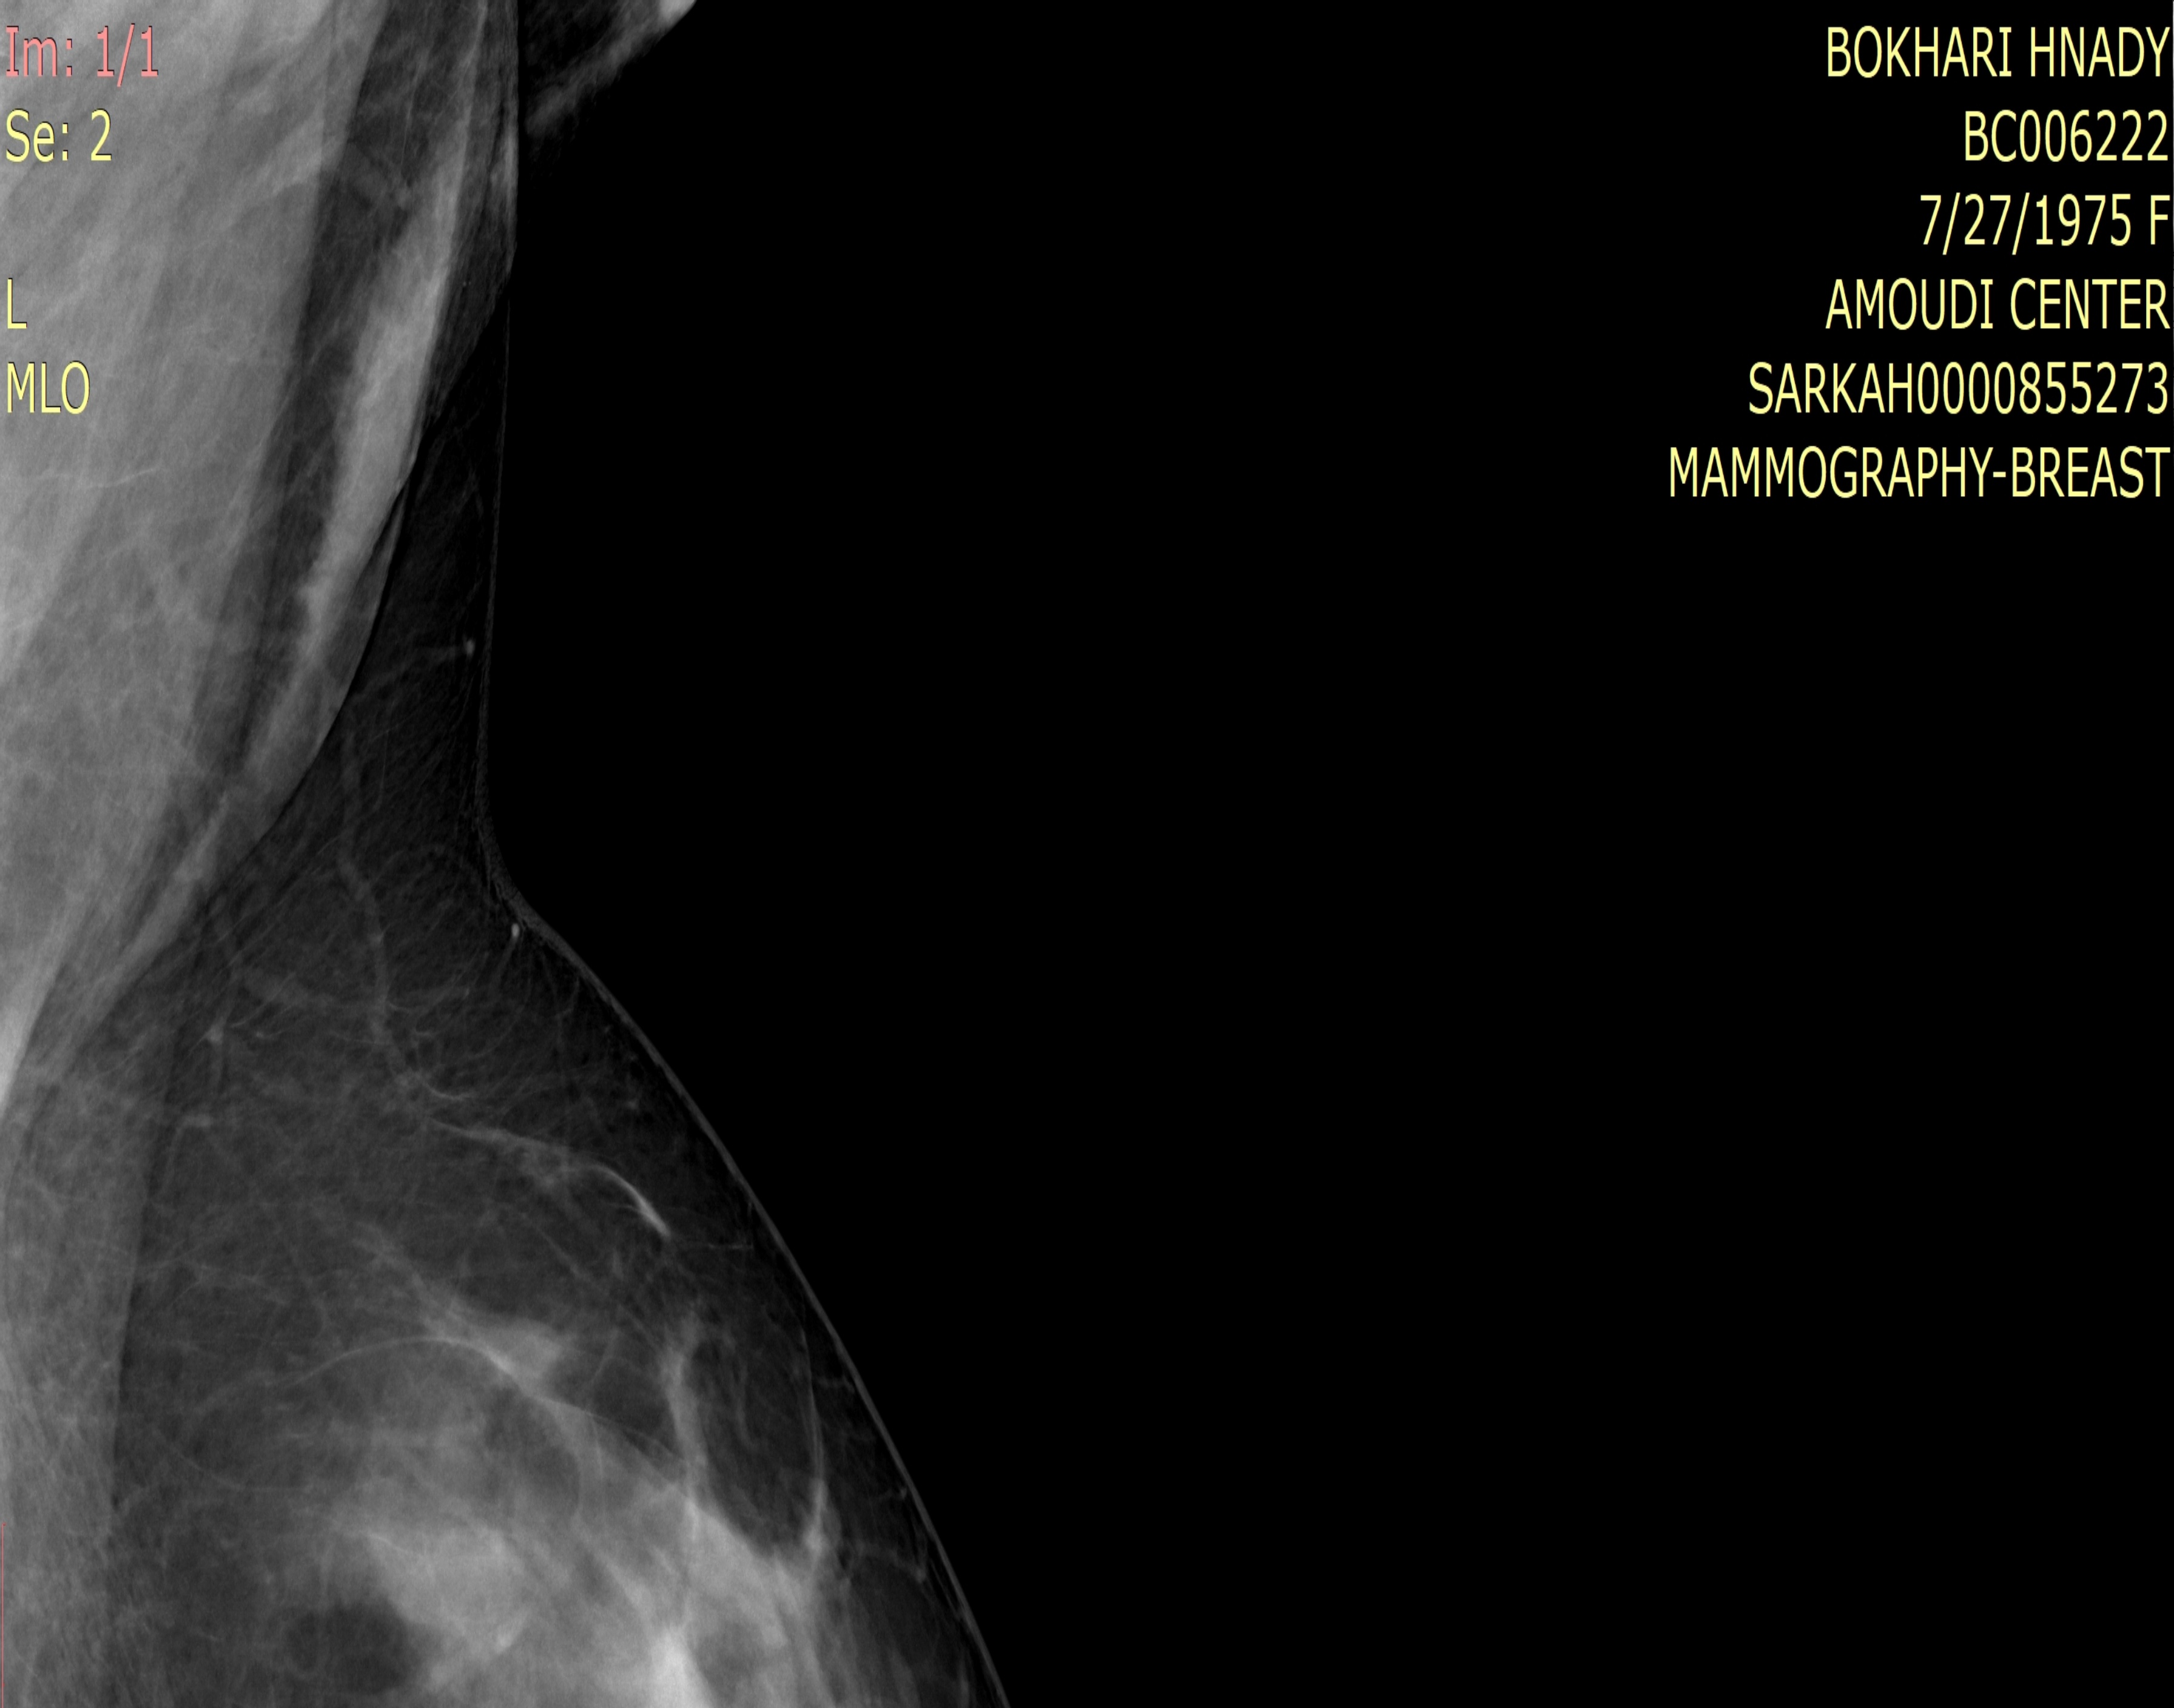 Im: 1/1
Se: 2
L
MLO
BOKHARI HNADY
BC006222
7/27/1975 F
AMOUDI CENTER
SARKAH0000855273
MAMMOGRAPHY-BREAST